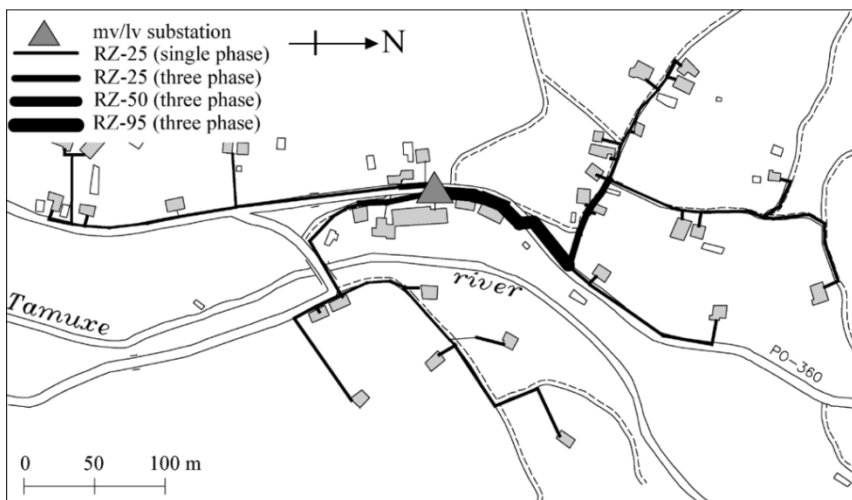 mv/lv substation
RZ-25 (single phase)
RZ-25 (three phase)
RZ-50 (three phase)
RZ-95 (three phase)
N
river
Tamuxe
PO-360
0 50 100 m